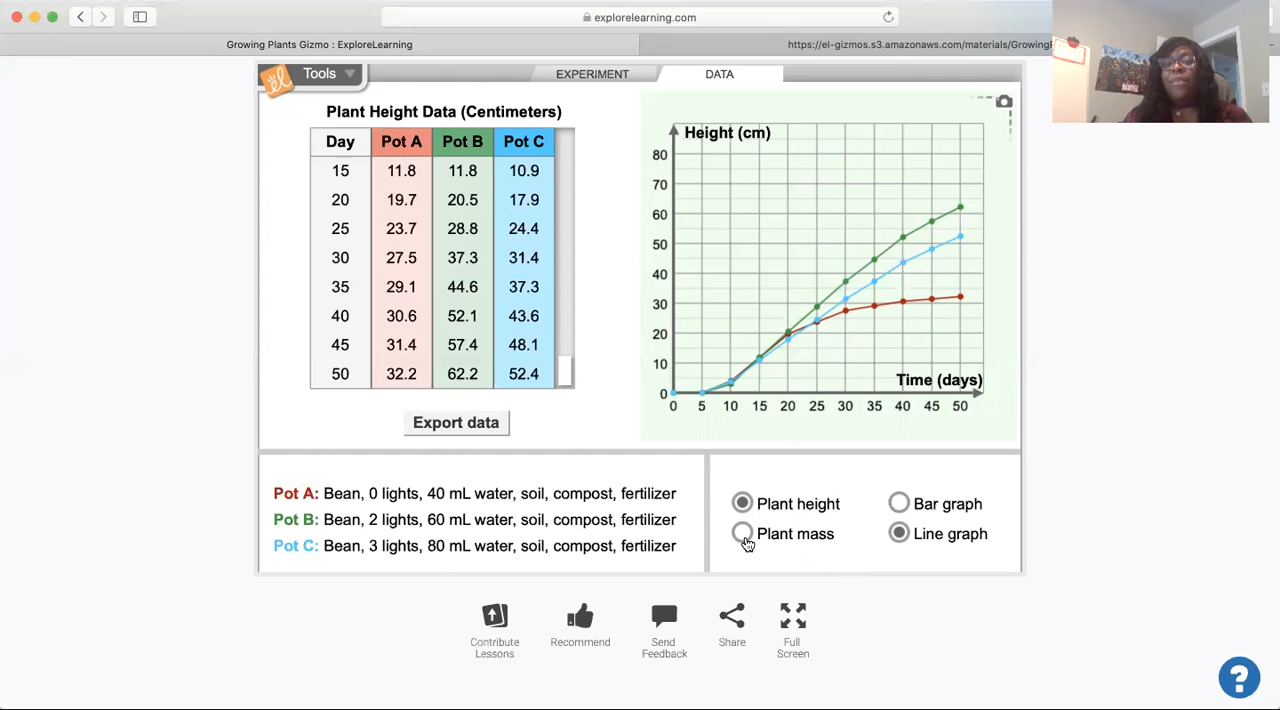 explorelearning.com
Growing Plants Gizmo : ExploreLearning
https://el-gizmos.s3.amazonaws.com/materials/GrowingP
el Tools
EXPERIMENT
DATA
Plant Height Data (Centimeters)
Day Pot A Pot B Pot C
15 11.8 11.8 10.9
20 19.7 20.5 17.9
25 23.7 28.8 24.4
30 27.5 37.3 31.4
35 29.1 44.6 37.3
40 30.6 52.1 43.6
45 31.4 57.4 48.1
50 32.2 62.2 52.4
Export data
Height (cm)
80
70
60
50
40
30
20
10
0
Time (days)
0 5 10 15 20 25 30 35 40 45 50
Pot A: Bean, 0 lights, 40 mL water, soil, compost, fertilizer
Pot B: Bean, 2 lights, 60 mL water, soil, compost, fertilizer
Pot C: Bean, 3 lights, 80 mL water, soil, compost, fertilizer
Plant height
Bar graph
Plant mass
Line graph
Contribute
Lessons
Recommend
Send
Feedback
Share
Full
Screen
?